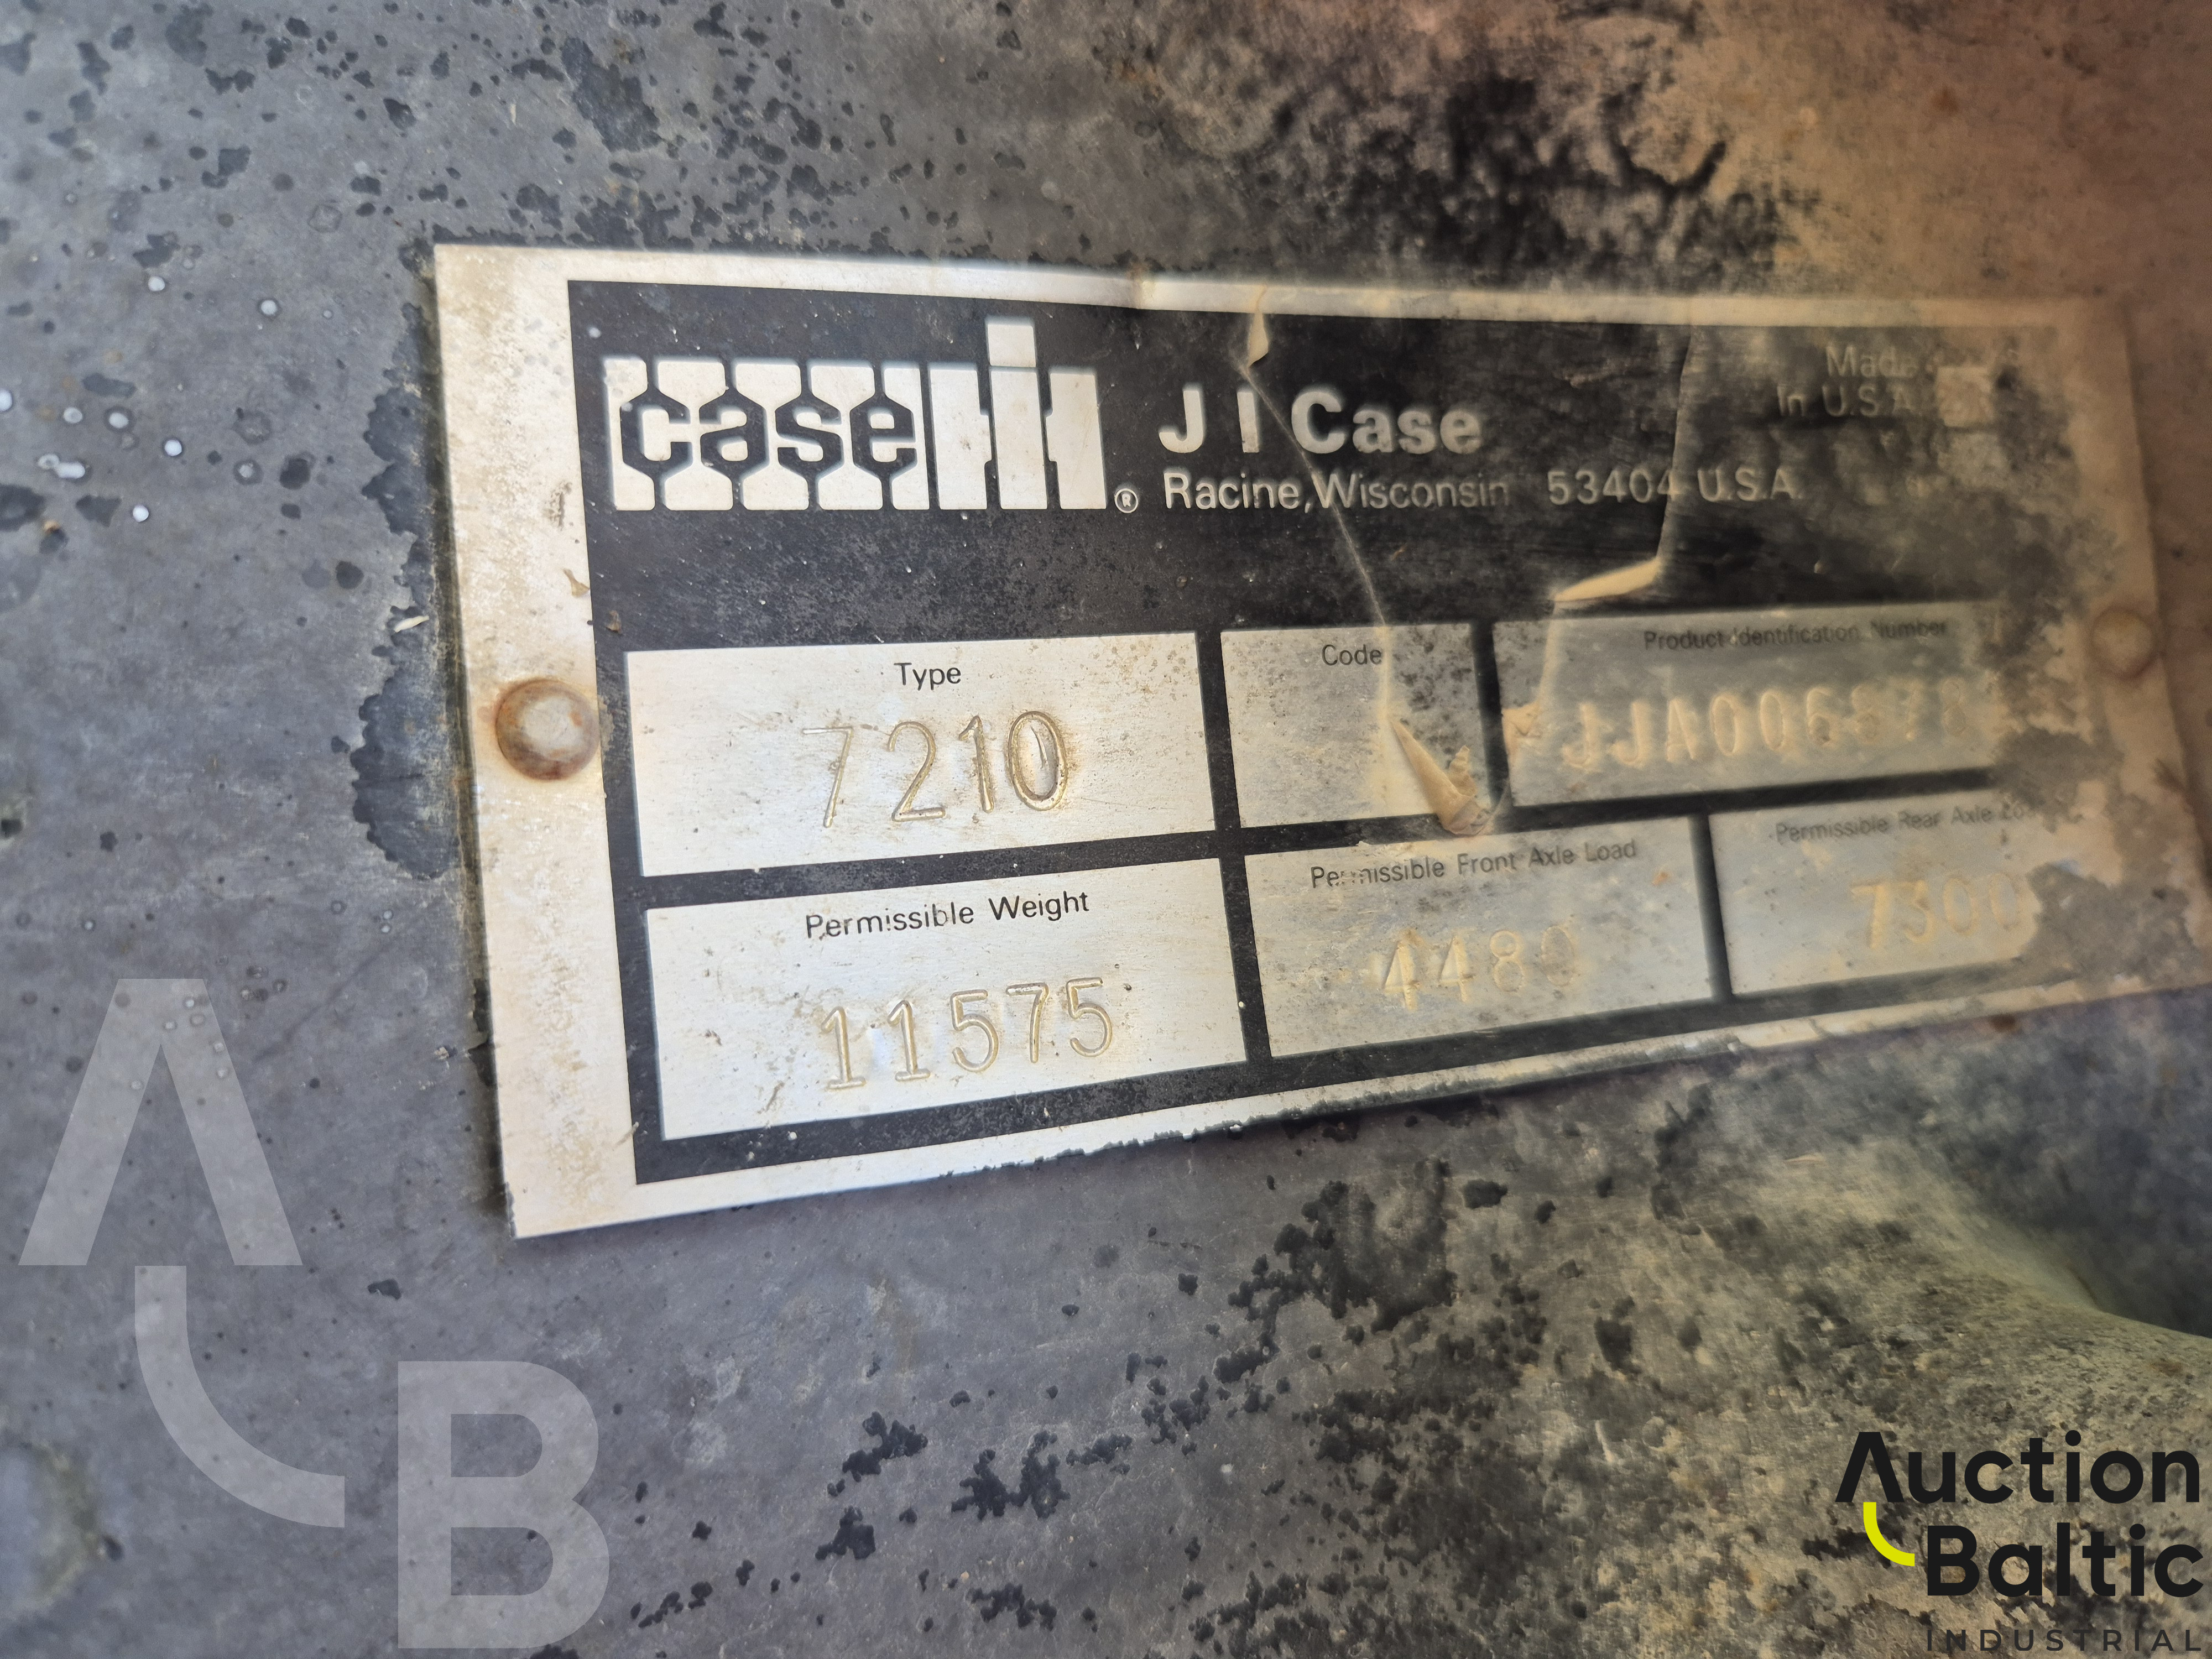 case IH ®
J I Case
Made
In U.S.A.
Racine, Wisconsin 53404 U.S.A.
Type
Code
Product Identification Number
7210
Permissible Weight
Permissible Front Axle Load
Permissible Rear Axle
11575
4480
7300
AB
Auction
Baltic
INDUSTRIAL